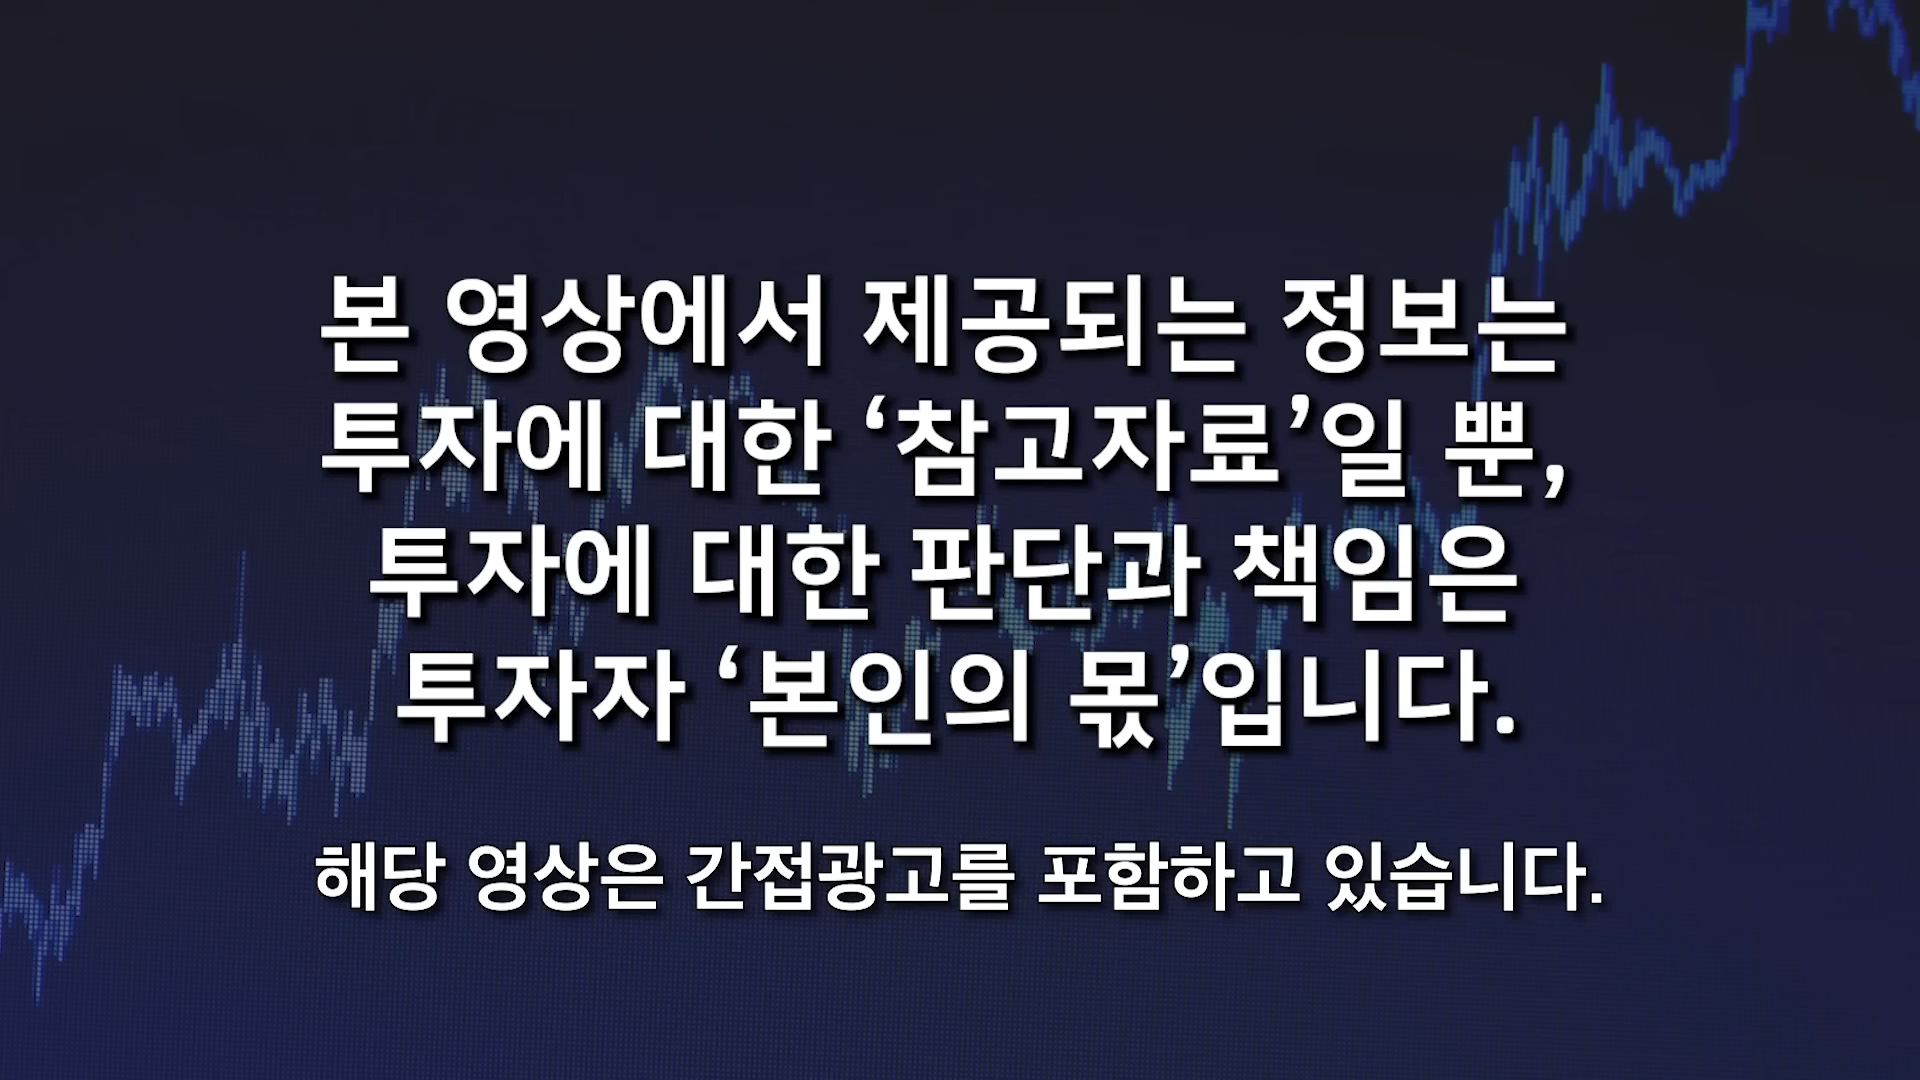 본 영상에서 제공되는 정보는
투자에 대한 ‘참고자료’일 뿐,
투자에 대한 판단과 책임은
투자자 ‘본인의 몫’입니다.
해당 영상은 간접광고를 포함하고 있습니다.